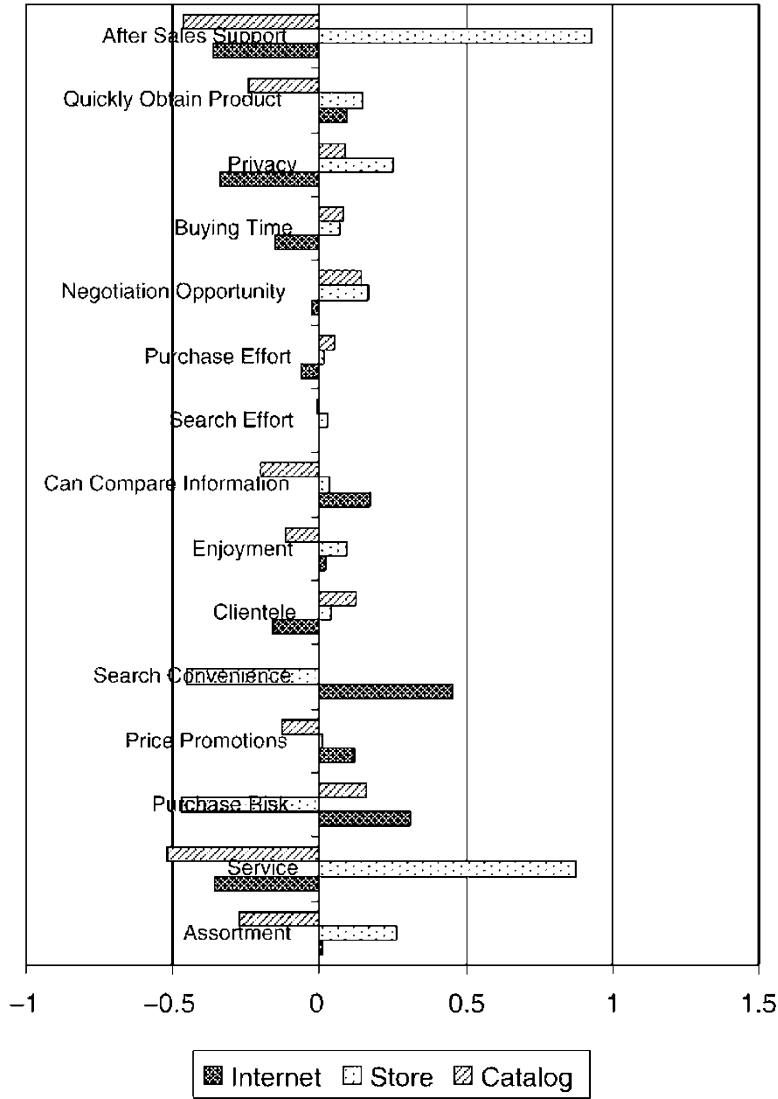 After Sales Support
Quickly Obtain Product
Privacy
Buying Time
Negotiation Opportunity
Purchase Effort
Search Effort
Can Compare Information
Enjoyment
Clientele
Search Convenience
Price Promotions
Purchase Risk
Service
Assortment
−1 −0.5 0 0.5 1 1.5
Internet Store Catalog